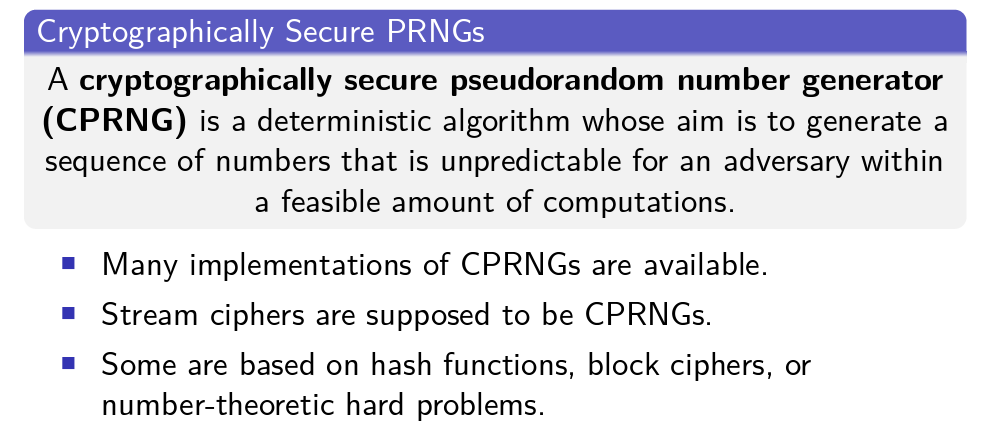 Cryptographically Secure PRNGs
A cryptographically secure pseudorandom number generator
(CPRNG) is a deterministic algorithm whose aim is to generate a
sequence of numbers that is unpredictable for an adversary within
a feasible amount of computations.
Many implementations of CPRNGs are available.
Stream ciphers are supposed to be CPRNGs.
Some are based on hash functions, block ciphers, or
number-theoretic hard problems.